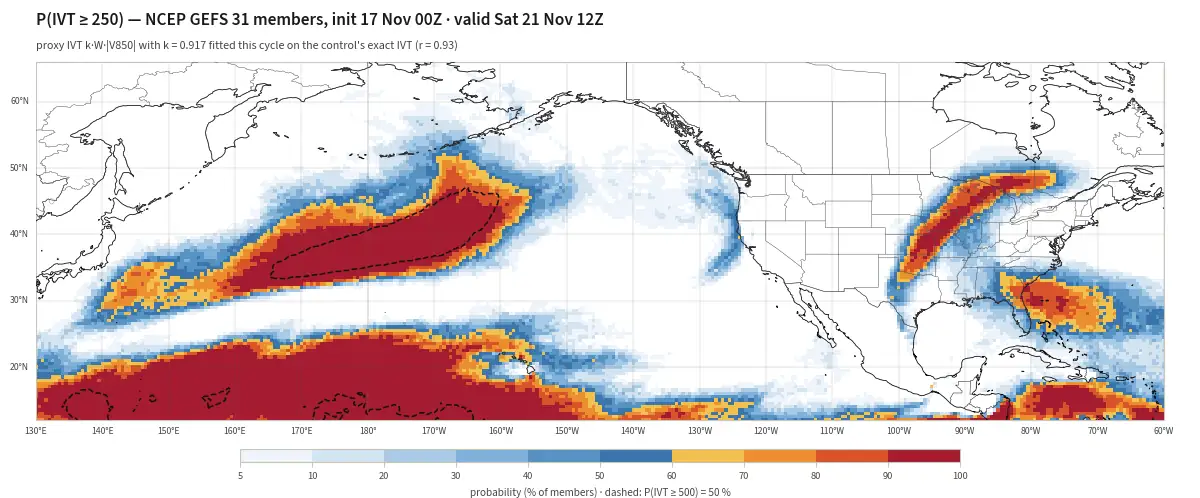 P(IVT ≥ 250) — NCEP GEFS 31 members, init 17 Nov 00Z · valid Sat 21 Nov 12Z
proxy IVT k·W·|V850| with k = 0.917 fitted this cycle on the control's exact IVT (r = 0.93)
60°N
50°N
40°N
30°N
20°N
130°E 140°E 150°E 160°E 170°E 180° 170°W 160°W 150°W 140°W 130°W 120°W 110°W 100°W 90°W 80°W 70°W 60°W
5 10 20 30 40 50 60 70 80 90 100
probability (% of members) · dashed: P(IVT ≥ 500) = 50 %